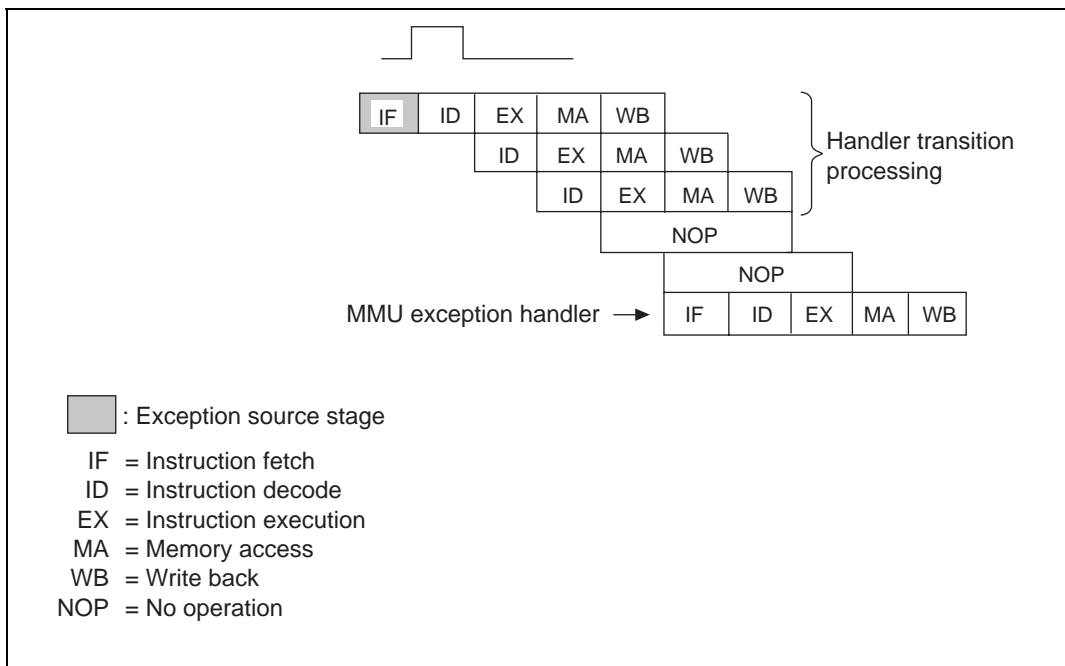 IF ID EX MA WB
ID EX MA WB
ID EX MA WB
Handler transition
processing
NOP
NOP
MMU exception handler → IF ID EX MA WB
: Exception source stage
IF = Instruction fetch
ID = Instruction decode
EX = Instruction execution
MA = Memory access
WB = Write back
NOP = No operation